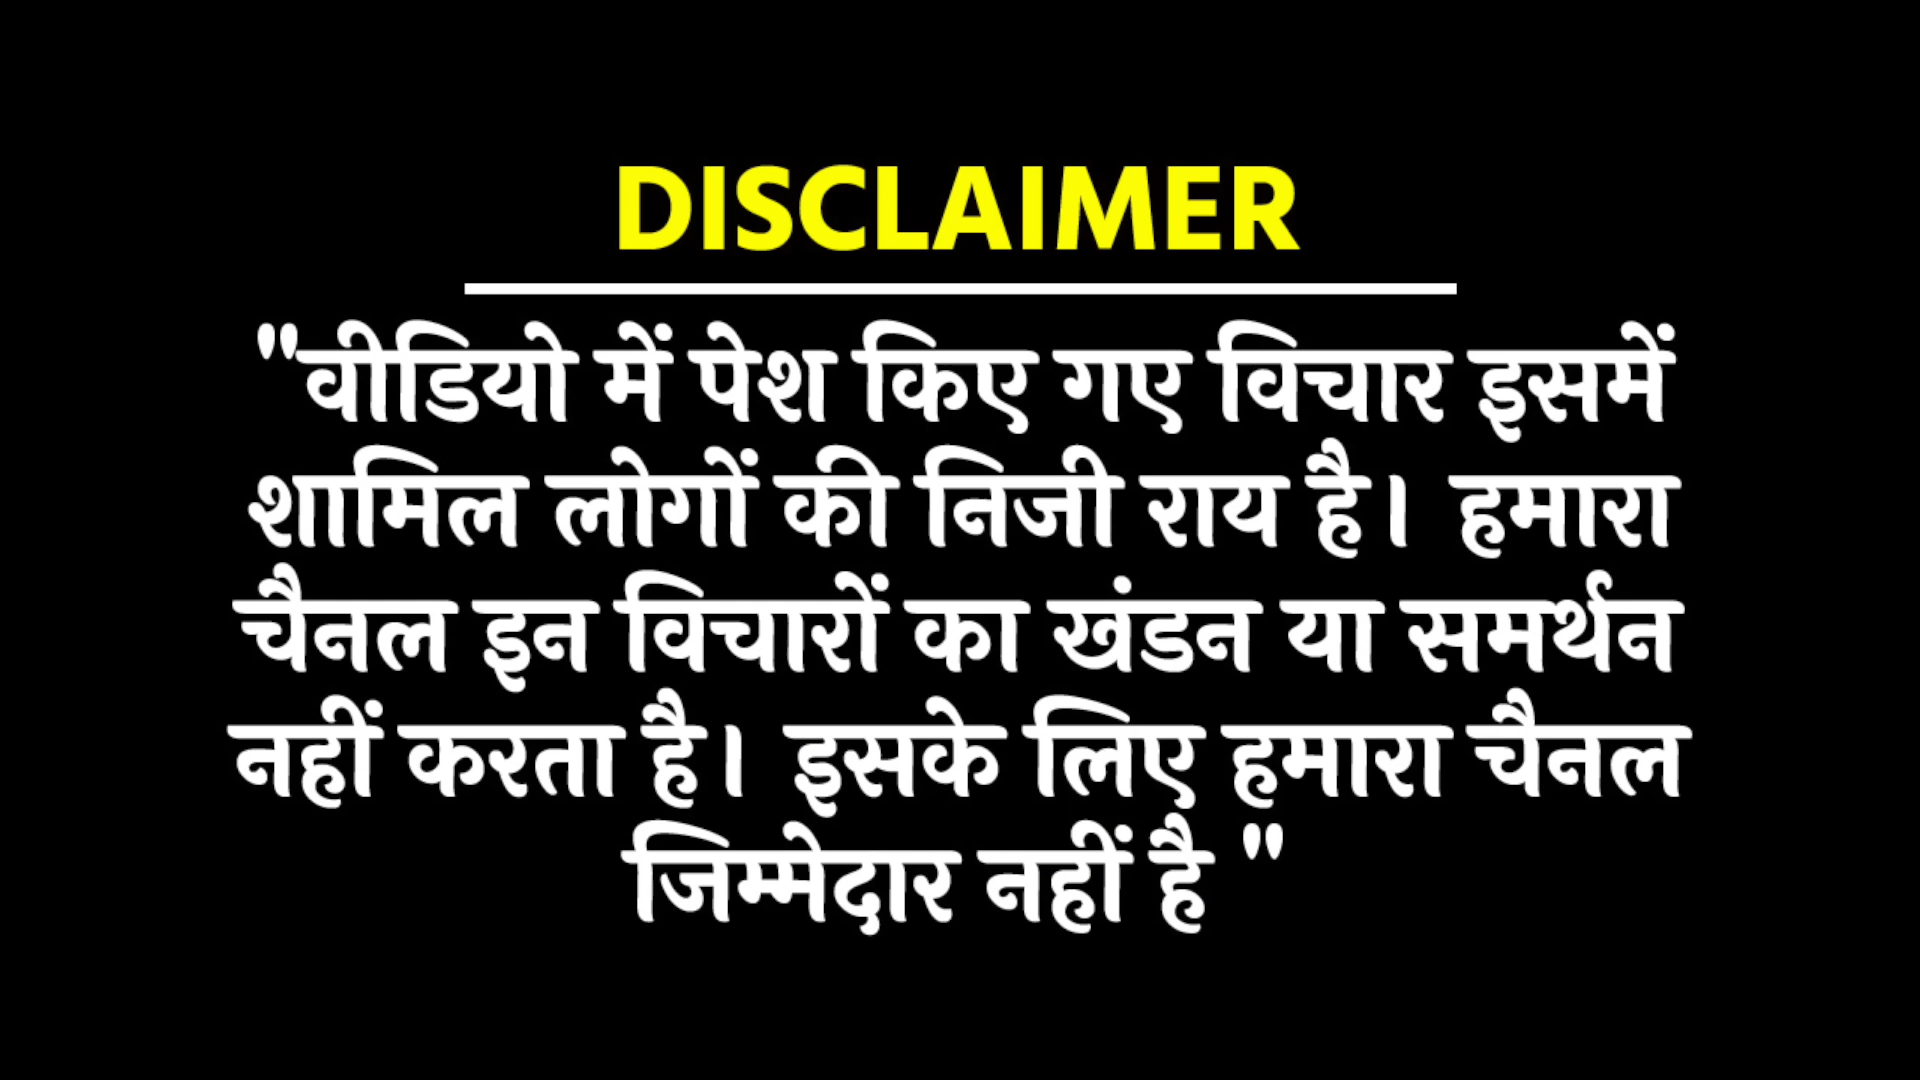 DISCLAIMER
"वीडियो में पेश किए गए विचार इसमें
शामिल लोगों की निजी राय है। हमारा
चैनल इन विचारों का खंडन या समर्थन
नहीं करता है। इसके लिए हमारा चैनल
जिम्मेदार नहीं है "